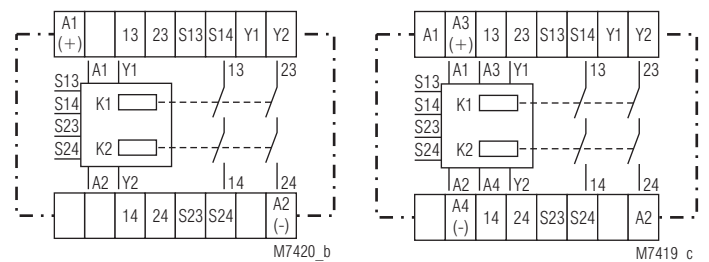 A1 (+) 13 23 S13 S14 Y1 Y2
A1 Y1 13 23
S13
S14 K1
S23
S24 K2
A2 Y2 14 24
14 24 S23 S24 A2 (-)
M7420_b
A1 A3 (+) 13 23 S13 S14 Y1 Y2
A1 A3 Y1 13 23
S13
S14 K1
S23
S24 K2
A2 A4 Y2 14 24
A4 (-) 14 24 S23 S24 A2
M7419_c